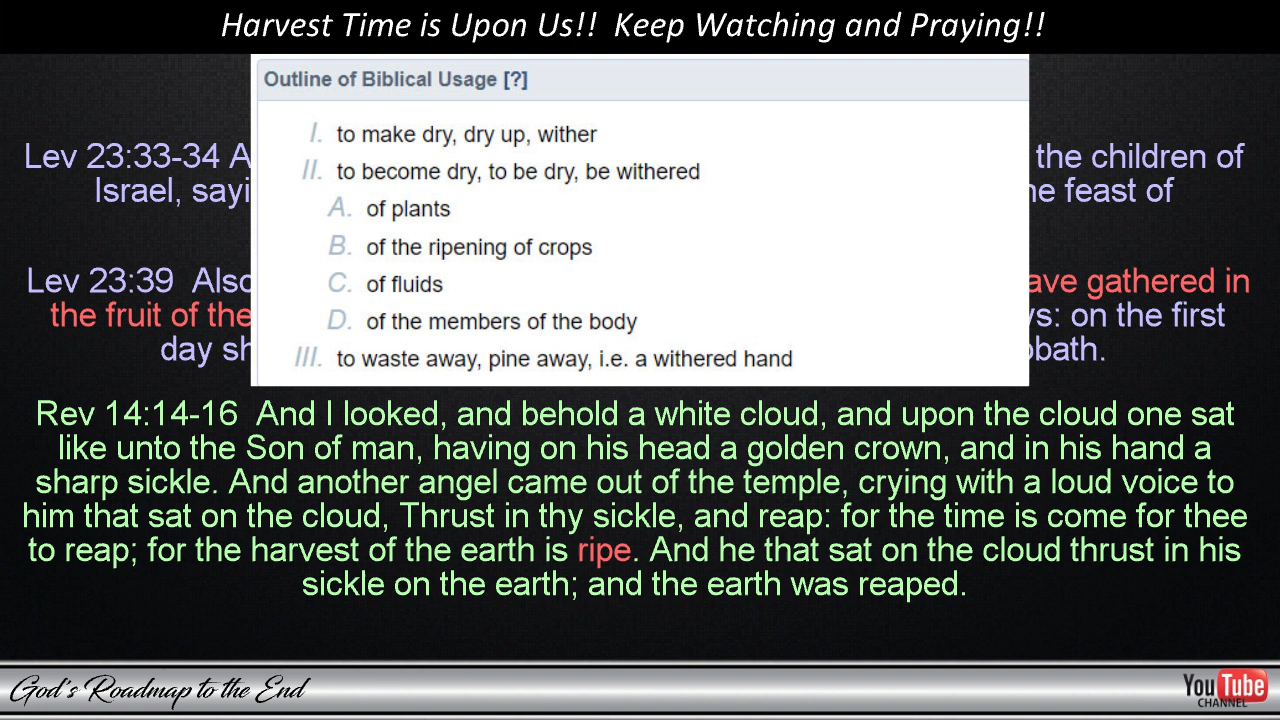 Harvest Time is Upon Us!!  Keep Watching and Praying!!
Outline of Biblical Usage [?]
I. to make dry, dry up, wither
II. to become dry, to be dry, be withered
A. of plants
B. of the ripening of crops
C. of fluids
D. of the members of the body
III. to waste away, pine away, i.e. a withered hand
Lev 23:33-34 A the children of
Israel, feast of
Lev 23:39 gathered in
the fruit of the on the first
day
Rev 14:14-16  And I looked, and behold a white cloud, and upon the cloud one sat
like unto the Son of man, having on his head a golden crown, and in his hand a
sharp sickle. And another angel came out of the temple, crying with a loud voice to
him that sat on the cloud, Thrust in thy sickle, and reap: for the time is come for thee
to reap; for the harvest of the earth is ripe. And he that sat on the cloud thrust in his
sickle on the earth; and the earth was reaped.
God's Roadmap to the End
YouTube
CHANNEL